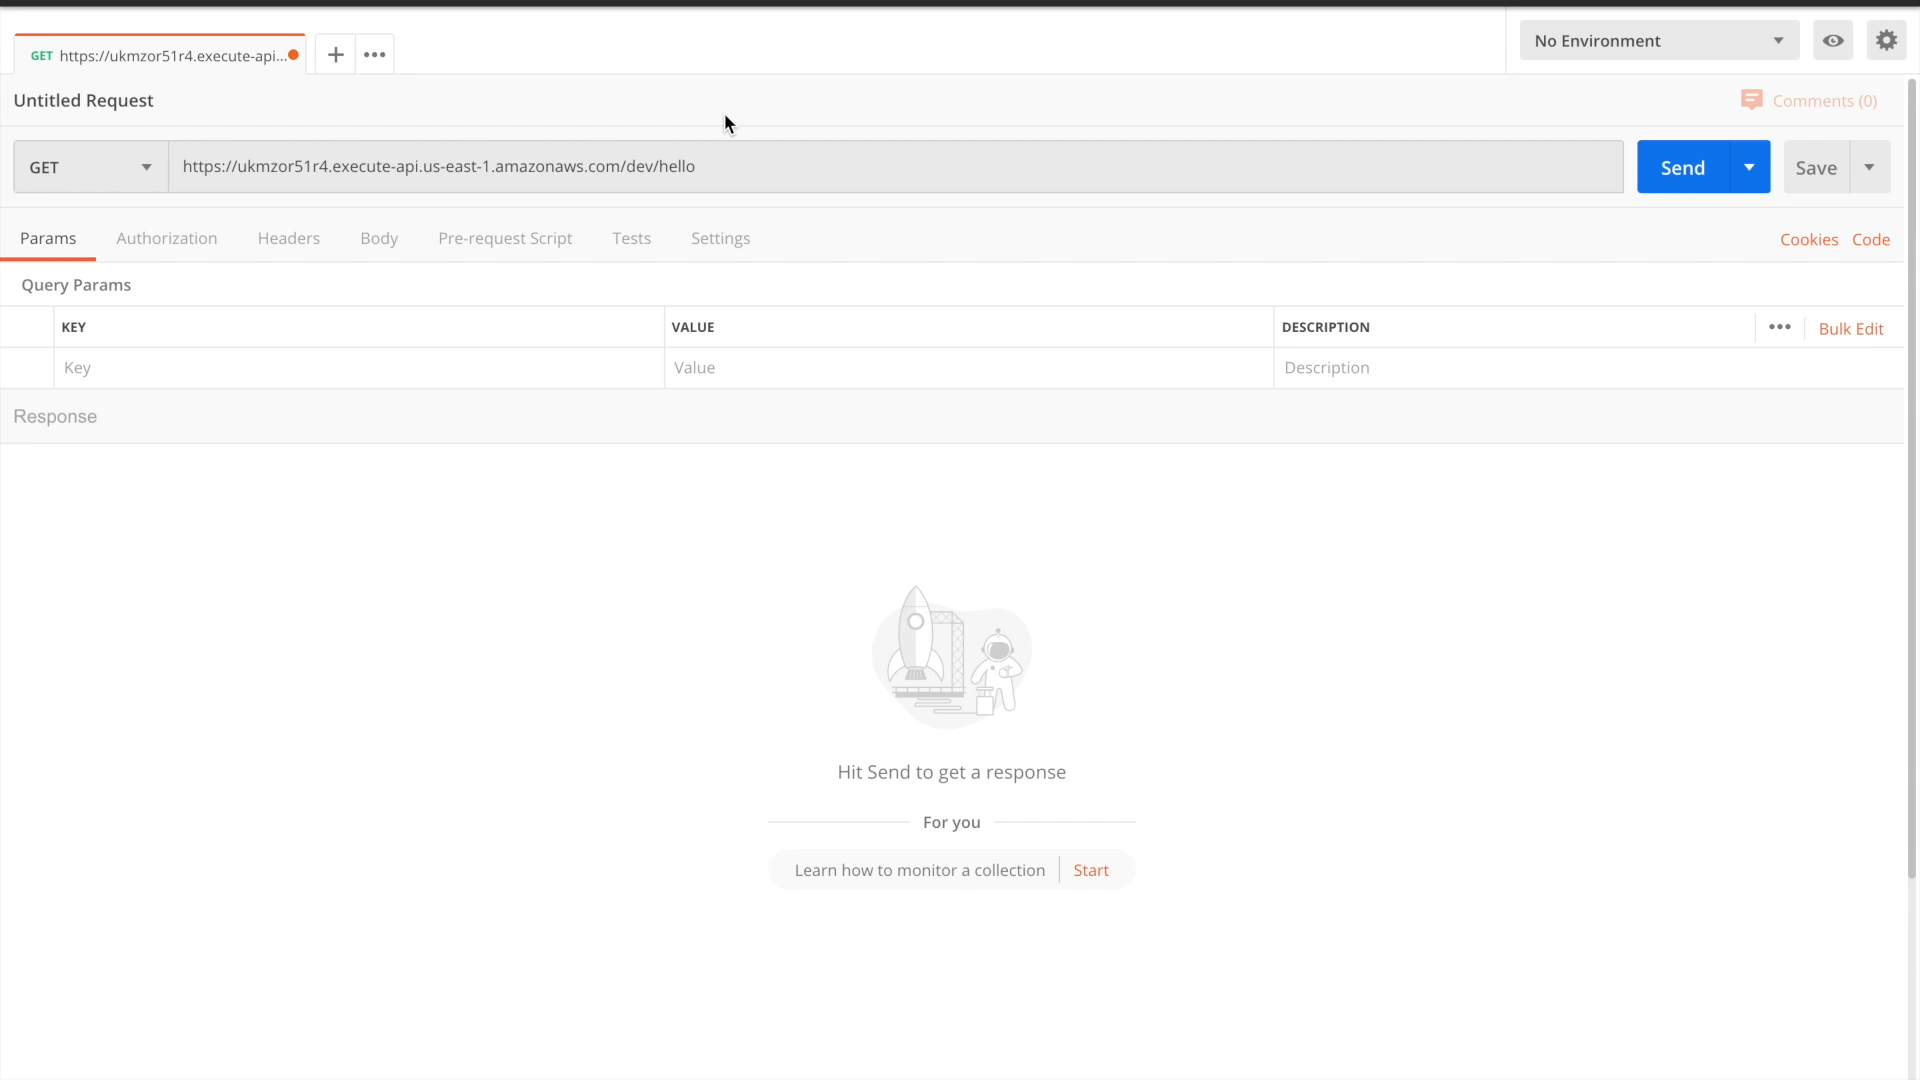 GET https://ukmzor51r4.execute-api...
No Environment
Untitled Request
Comments (0)
GET
https://ukmzor51r4.execute-api.us-east-1.amazonaws.com/dev/hello
Send
Save
Params Authorization Headers Body Pre-request Script Tests Settings
Cookies Code
Query Params
KEY VALUE DESCRIPTION Bulk Edit
Key Value Description
Response
Hit Send to get a response
For you
Learn how to monitor a collection Start